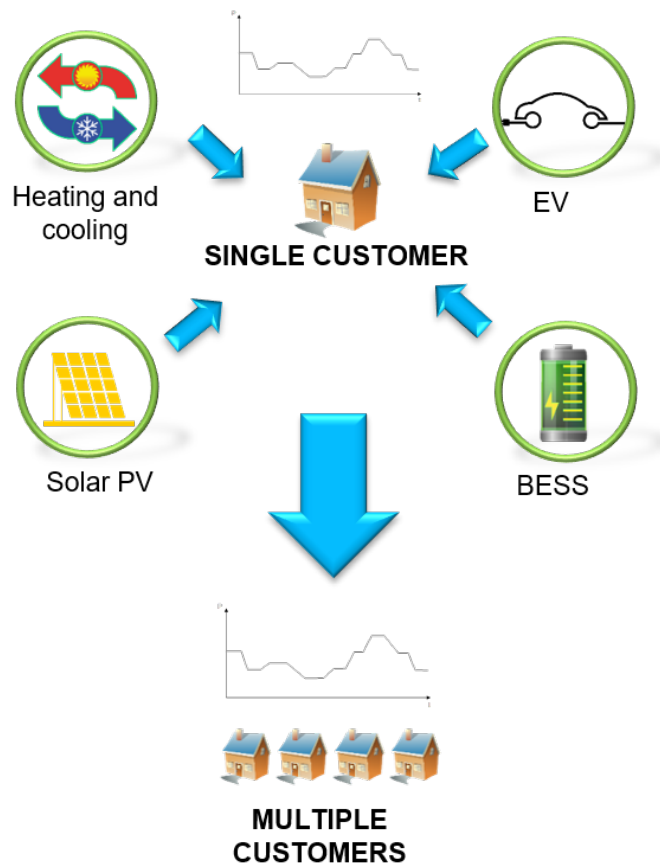 P
t
Heating and
cooling
EV
SINGLE CUSTOMER
Solar PV
BESS
P
t
MULTIPLE
CUSTOMERS